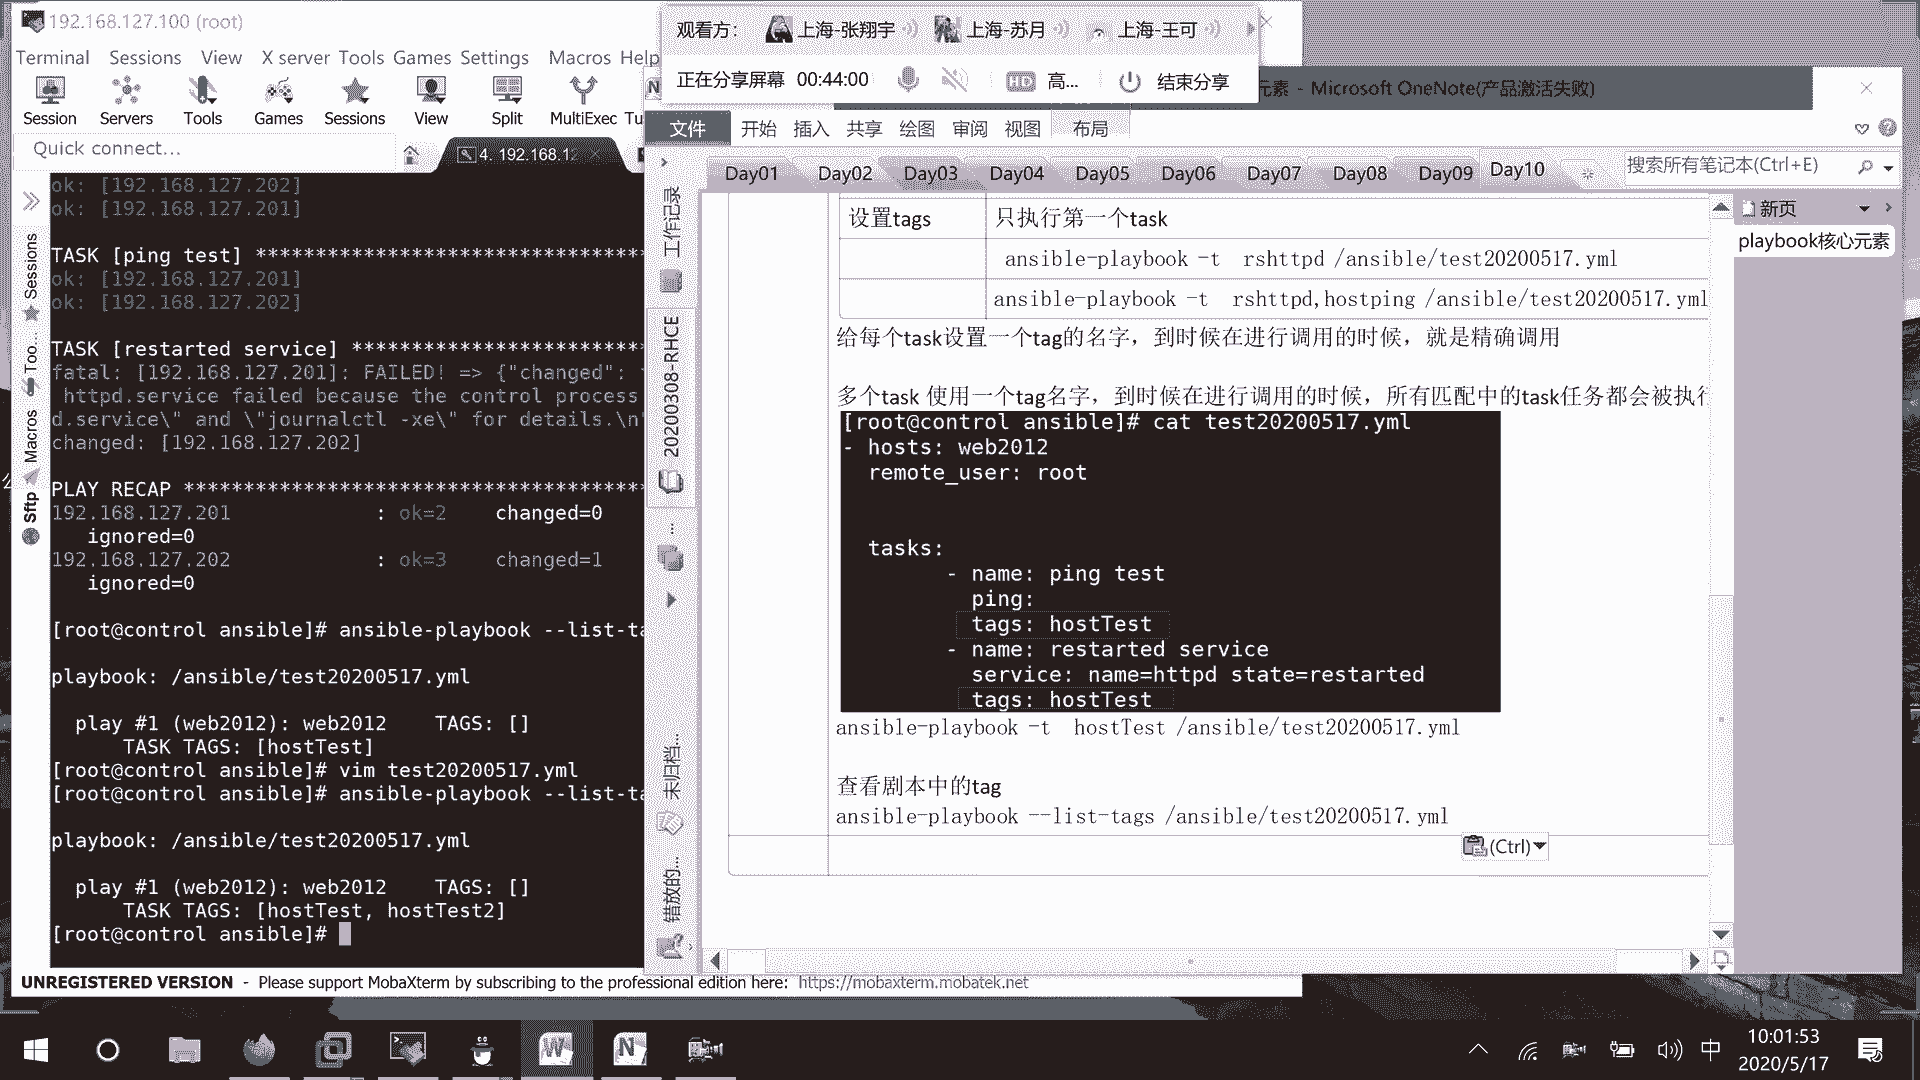 192.168.127.100 (root)
Terminal Sessions View X server Tools Games Settings Macros Help
Session Servers Tools Games Sessions View Split MultiExec Tu
Quick connect...
4. 192.168.12
Sessions
Too...
Macros
Sftp
ok: [192.168.127.202]
ok: [192.168.127.201]
TASK [ping test] *********************************
ok: [192.168.127.201]
ok: [192.168.127.202]
TASK [restarted service] *************************
fatal: [192.168.127.201]: FAILED! => {"changed":
httpd.service failed because the control process
d.service\" and \"journalctl -xe\" for details.\n"
changed: [192.168.127.202]
PLAY RECAP ***************************************
192.168.127.201 : ok=2 changed=0
ignored=0
192.168.127.202 : ok=3 changed=1
ignored=0
[root@control ansible]# ansible-playbook --list-ta
playbook: /ansible/test20200517.yml
play #1 (web2012): web2012 TAGS: []
TASK TAGS: [hostTest]
[root@control ansible]# vim test20200517.yml
[root@control ansible]# ansible-playbook --list-ta
playbook: /ansible/test20200517.yml
play #1 (web2012): web2012 TAGS: []
TASK TAGS: [hostTest, hostTest2]
[root@control ansible]#
UNREGISTERED VERSION - Please support MobaXterm by subscribing to the professional edition here: https://mobaxterm.mobatek.net
观看方: 上海-张翔宇 上海-苏月 上海-王可
正在分享屏幕 00:44:00 HD 高... 结束分享
元素 - Microsoft OneNote(产品激活失败)
文件 开始 插入 共享 绘图 审阅 视图 布局
Day01 Day02 Day03 Day04 Day05 Day06 Day07 Day08 Day09 Day10
搜索所有笔记本(Ctrl+E)
工作记录
20200308-RHCE
...
未归档...
错放的...
新页
playbook核心元素
设置tags 只执行第一个task
ansible-playbook -t rshttpd /ansible/test20200517.yml
ansible-playbook -t rshttpd,hostping /ansible/test20200517.yml
给每个task设置一个tag的名字，到时候在进行调用的时候，就是精确调用
多个task 使用一个tag名字，到时候在进行调用的时候，所有匹配中的task任务都会被执行
[root@control ansible]# cat test20200517.yml
- hosts: web2012
remote_user: root
tasks:
- name: ping test
ping:
tags: hostTest
- name: restarted service
service: name=httpd state=restarted
tags: hostTest
ansible-playbook -t hostTest /ansible/test20200517.yml
查看剧本中的tag
ansible-playbook --list-tags /ansible/test20200517.yml
(Ctrl)
中
10:01:53
2020/5/17